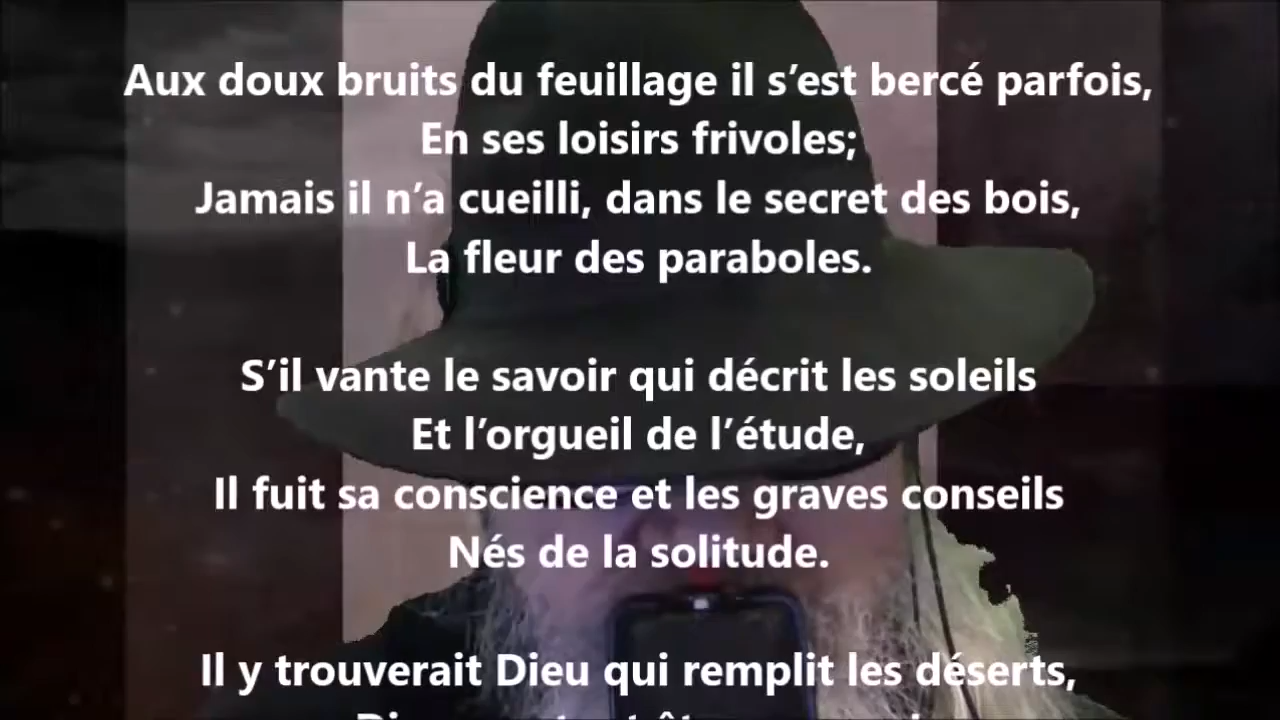 Aux doux bruits du feuillage il s’est bercé parfois,
En ses loisirs frivoles;
Jamais il n’a cueilli, dans le secret des bois,
La fleur des paraboles.
S’il vante le savoir qui décrit les soleils
Et l’orgueil de l’étude,
Il fuit sa conscience et les graves conseils
Nés de la solitude.
Il y trouverait Dieu qui remplit les déserts,